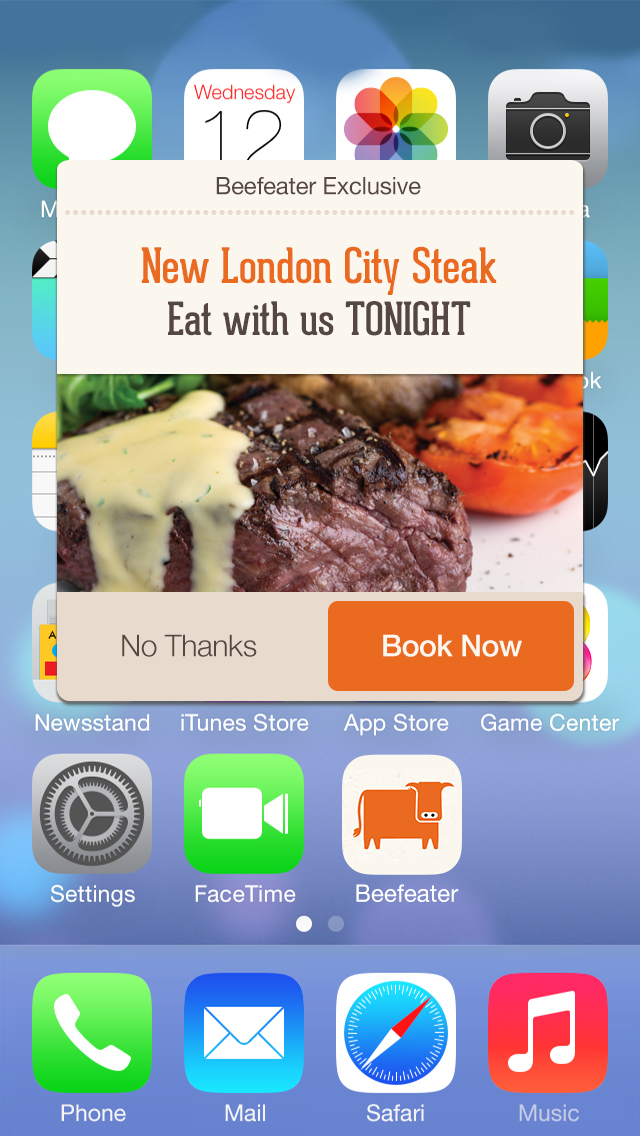 Wednesday
12
Beefeater Exclusive
New London City Steak
Eat with us TONIGHT
No Thanks
Book Now
Newsstand
iTunes Store
App Store
Game Center
Settings
FaceTime
Beefeater
Phone
Mail
Safari
Music